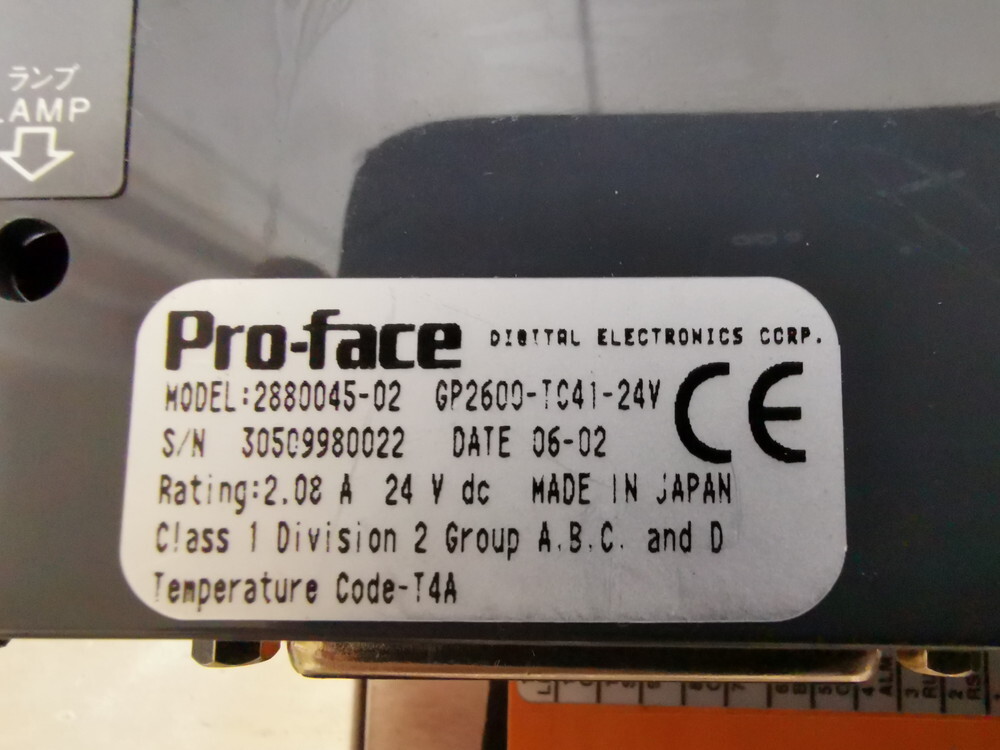 ランプ
LAMP
Pro-face DIGITAL ELECTRONICS CORP.
MODEL:2880045-02 GP2600-TC41-24V
CE
S/N 30509980022 DATE 06-02
Rating:2.08 A 24 V dc MADE IN JAPAN
Class 1 Division 2 Group A.B.C. and D
Temperature Code-T4A